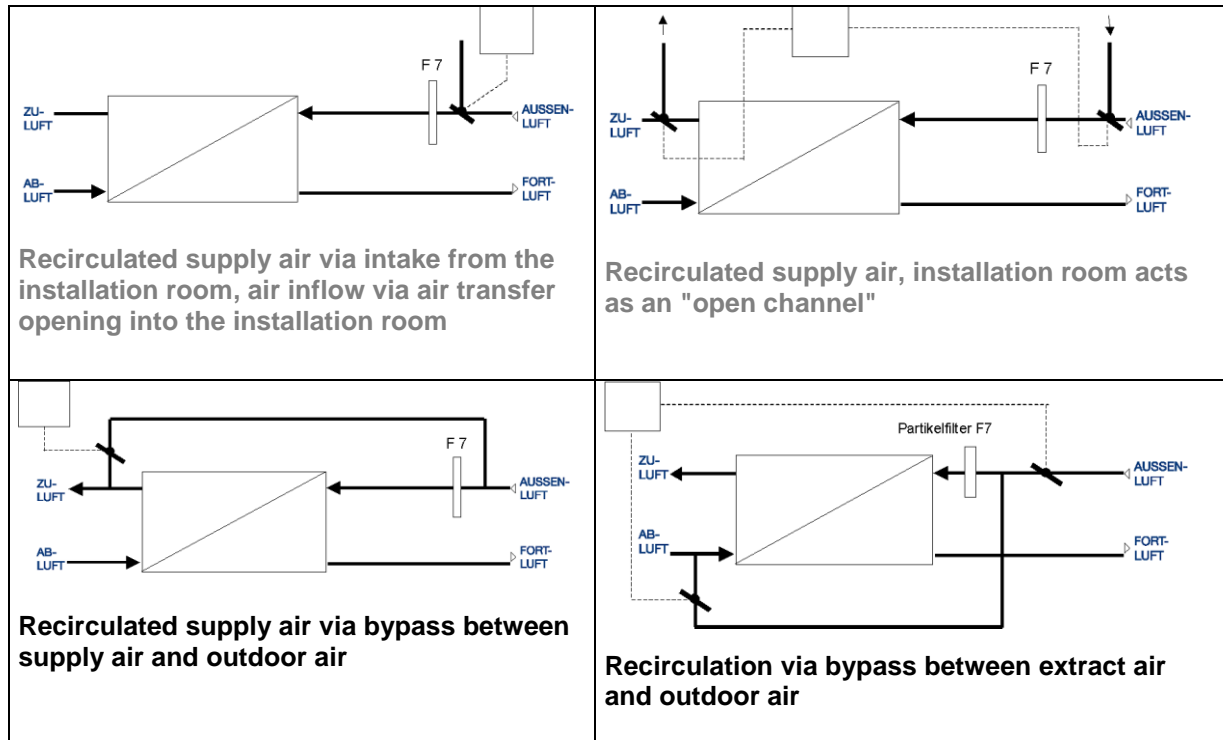 F 7
ZU-
LUFT
AUSSEN-
LUFT
AB-
LUFT
FORT-
LUFT
Recirculated supply air via intake from the
installation room, air inflow via air transfer
opening into the installation room
F 7
ZU-
LUFT
AUSSEN-
LUFT
AB-
LUFT
FORT-
LUFT
Recirculated supply air, installation room acts
as an "open channel"
F 7
ZU-
LUFT
AUSSEN-
LUFT
AB-
LUFT
FORT-
LUFT
Recirculated supply air via bypass between
supply air and outdoor air
Partikelfilter F7
ZU-
LUFT
AUSSEN-
LUFT
AB-
LUFT
FORT-
LUFT
Recirculation via bypass between extract air
and outdoor air